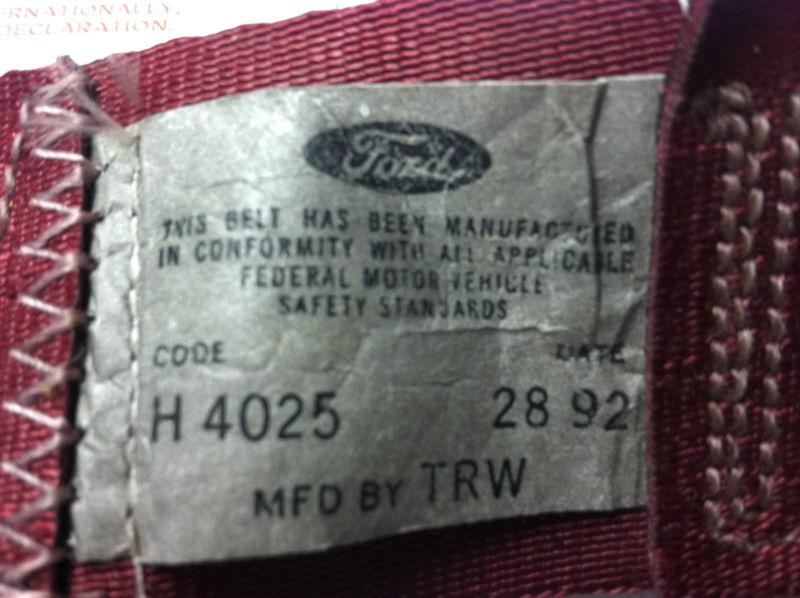 ERNATIONALLY,
DECLARATION.
Ford
THIS BELT HAS BEEN MANUFACTURED
IN CONFORMITY WITH ALL APPLICABLE
FEDERAL MOTOR VEHICLE
SAFETY STANDARDS
CODE DATE
H 4025 28 92
MFD BY TRW